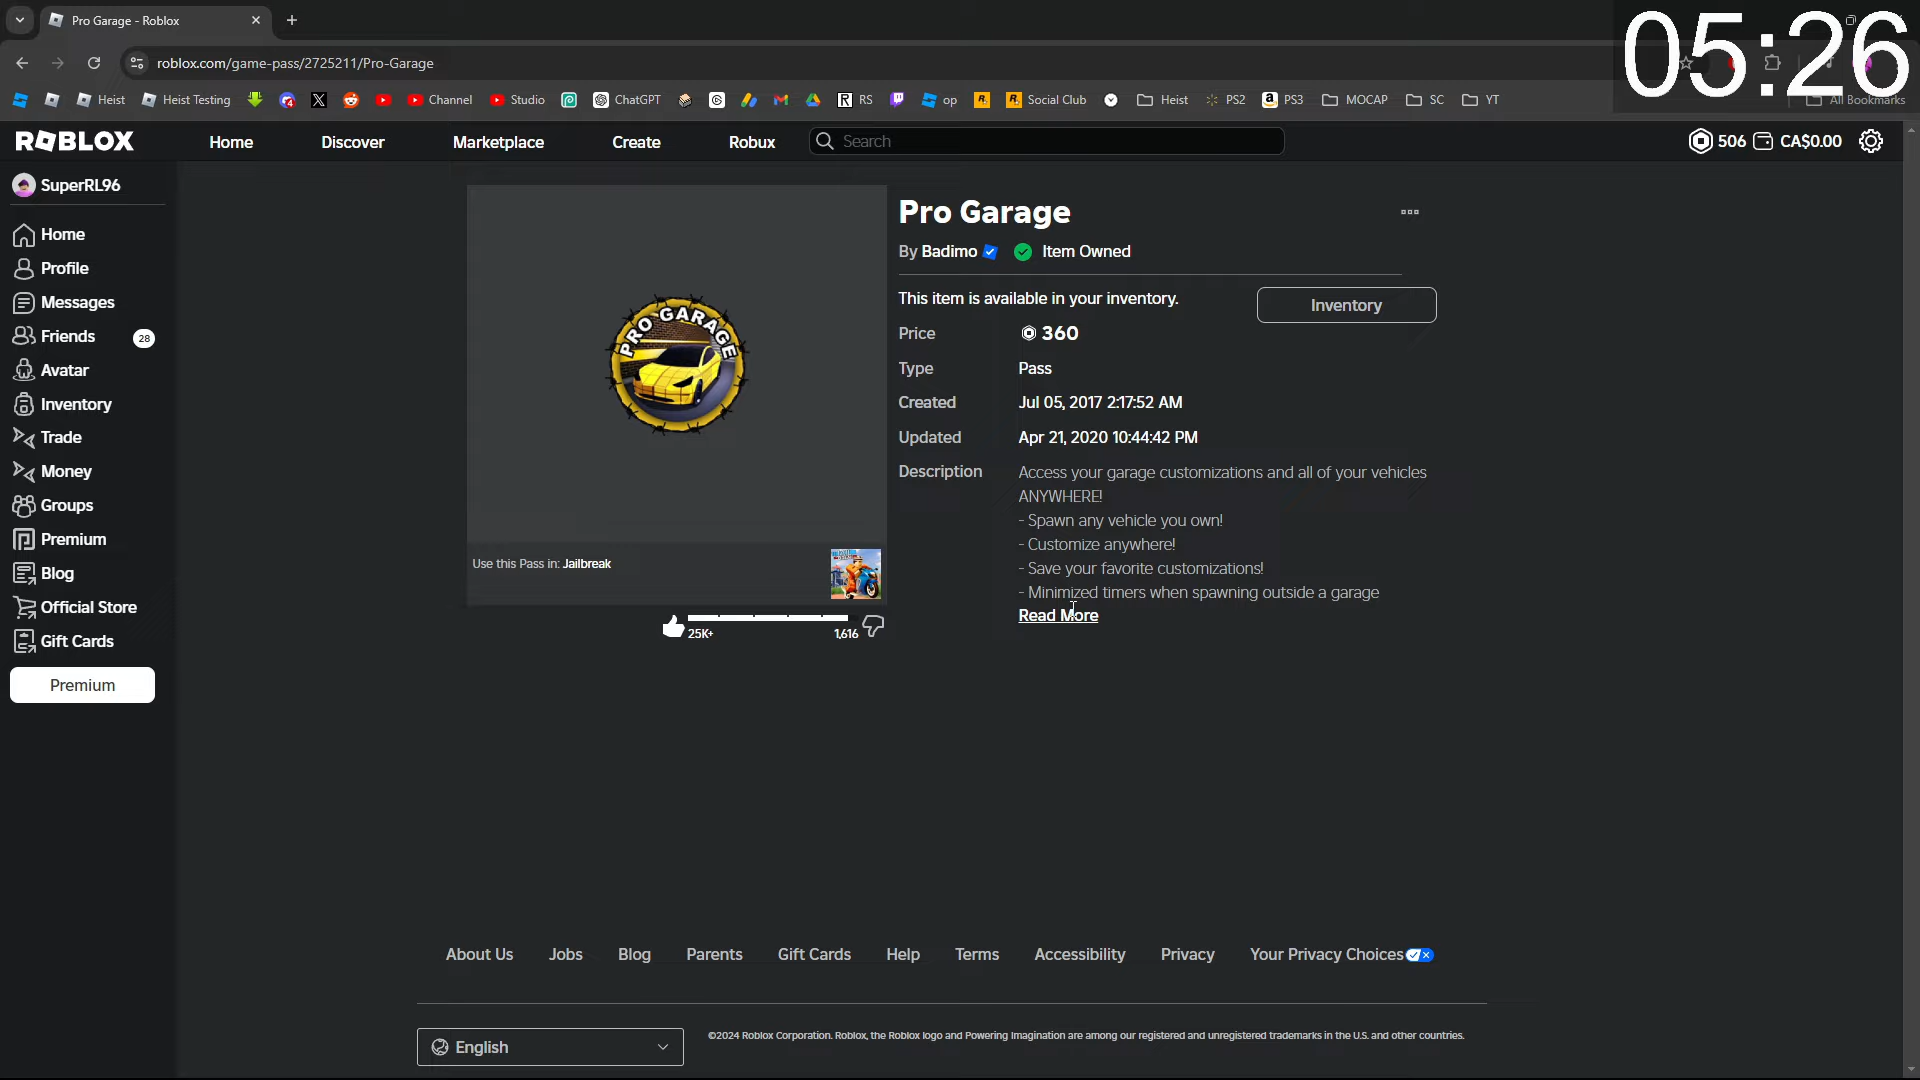 Pro Garage - Roblox
05:26
roblox.com/game-pass/2725211/Pro-Garage
Heist
Heist Testing
Channel
Studio
ChatGPT
RS
op
Social Club
Heist
PS2
PS3
MOCAP
SC
YT
All Bookmarks
ROBLOX
Home
Discover
Marketplace
Create
Robux
Search
506
CA$0.00
SuperRL96
Home
Profile
Messages
Friends
28
Avatar
Inventory
Trade
Money
Groups
Premium
Blog
Official Store
Gift Cards
Premium
PRO GARAGE
Use this Pass in: Jailbreak
25K+
1,616
Pro Garage
By Badimo
Item Owned
This item is available in your inventory.
Inventory
Price
360
Type
Pass
Created
Jul 05, 2017 2:17:52 AM
Updated
Apr 21, 2020 10:44:42 PM
Description
Access your garage customizations and all of your vehicles
ANYWHERE!
- Spawn any vehicle you own!
- Customize anywhere!
- Save your favorite customizations!
- Minimized timers when spawning outside a garage
Read More
About Us
Jobs
Blog
Parents
Gift Cards
Help
Terms
Accessibility
Privacy
Your Privacy Choices
English
©2024 Roblox Corporation. Roblox, the Roblox logo and Powering Imagination are among our registered and unregistered trademarks in the U.S. and other countries.